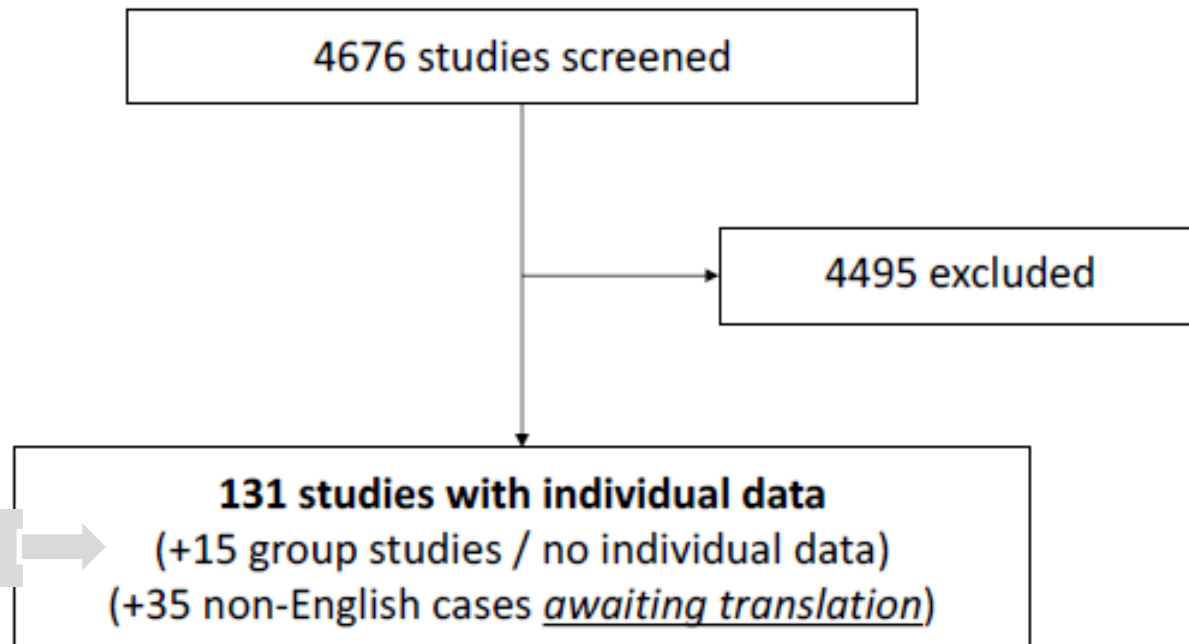 4676 studies screened
4495 excluded
131 studies with individual data
(+15 group studies / no individual data)
(+35 non-English cases awaiting translation)